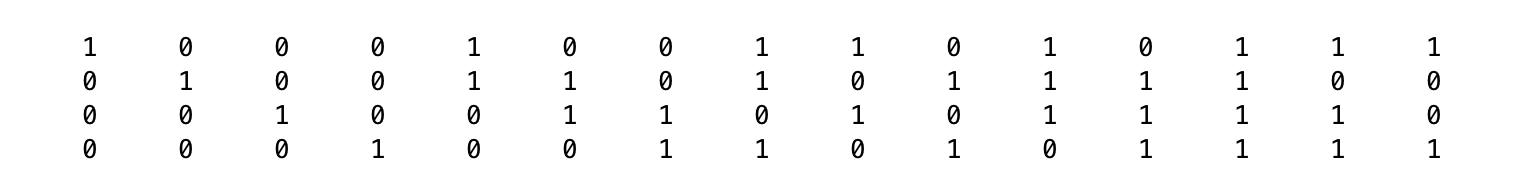 1 0 0 0 1 0 0 1 1 0 1 0 1 1 1
0 1 0 0 1 1 0 1 0 1 1 1 1 0 0
0 0 1 0 0 1 1 0 1 0 1 1 1 1 0
0 0 0 1 0 0 1 1 0 1 0 1 1 1 1